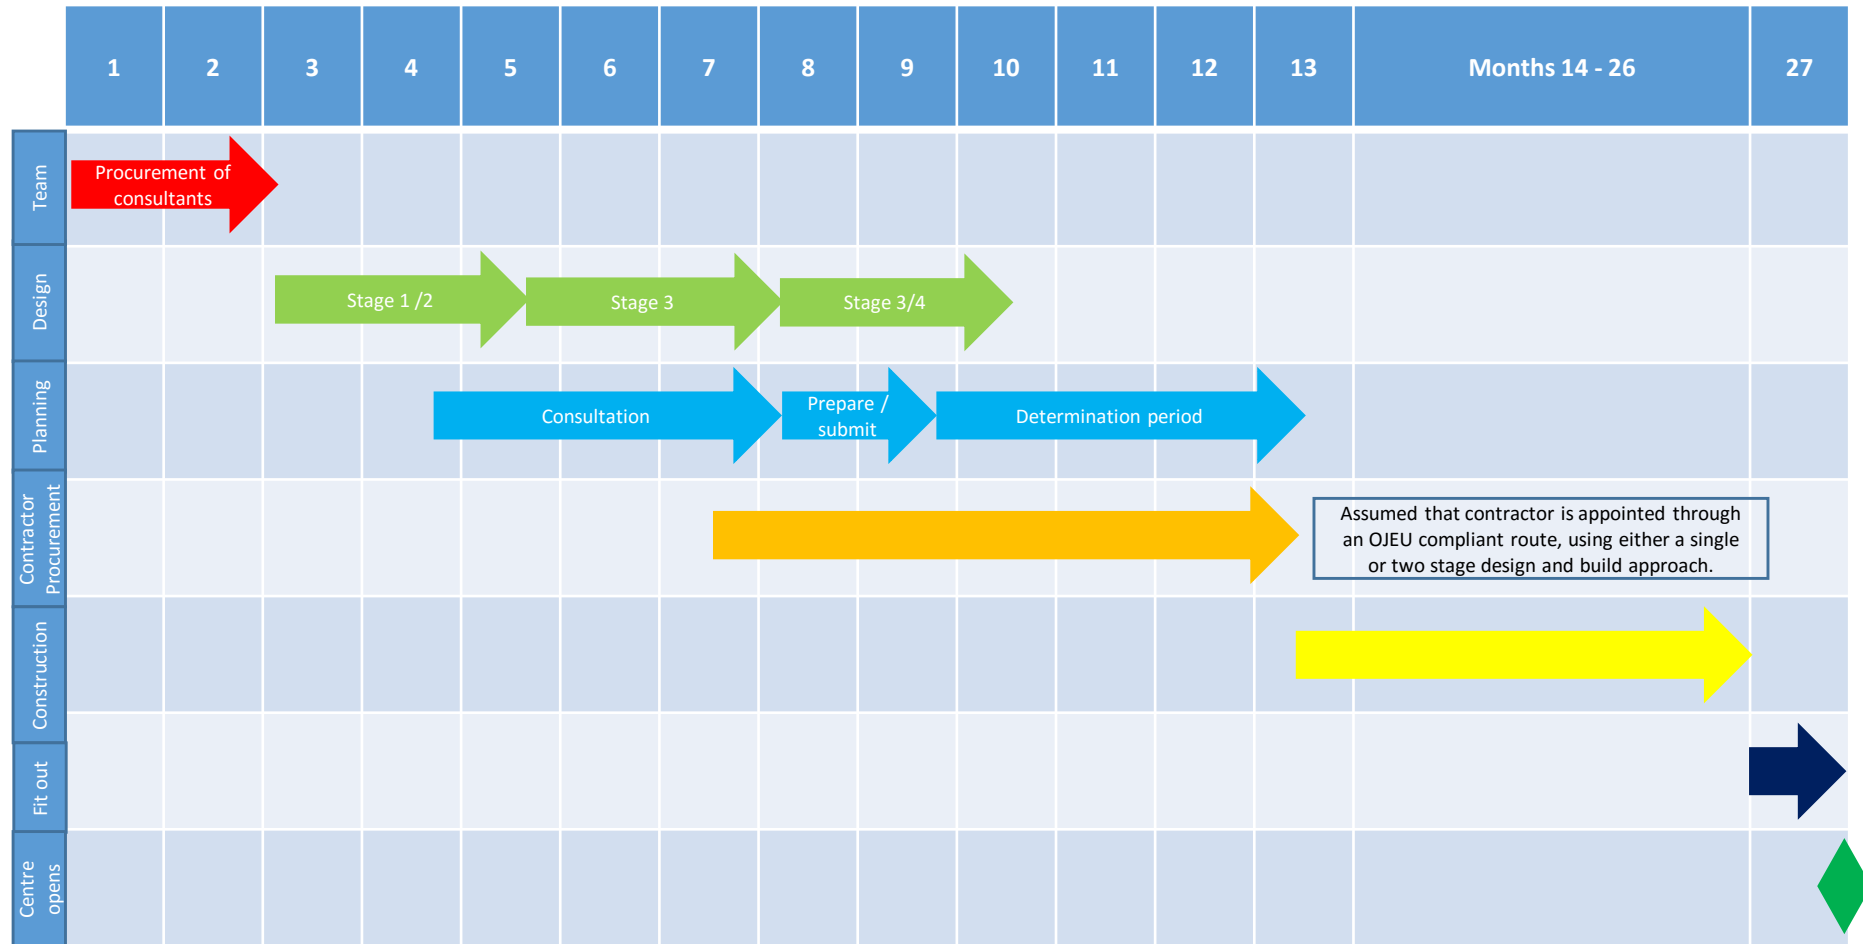 1 2 3 4 5 6 7 8 9 10 11 12 13 Months 14 - 26 27
Team
Procurement of
consultants
Design
Stage 1 /2
Stage 3
Stage 3/4
Planning
Consultation
Prepare /
submit
Determination period
Contractor
Procurement
Assumed that contractor is appointed through
an OJEU compliant route, using either a single
or two stage design and build approach.
Construction
Fit out
Centre
opens